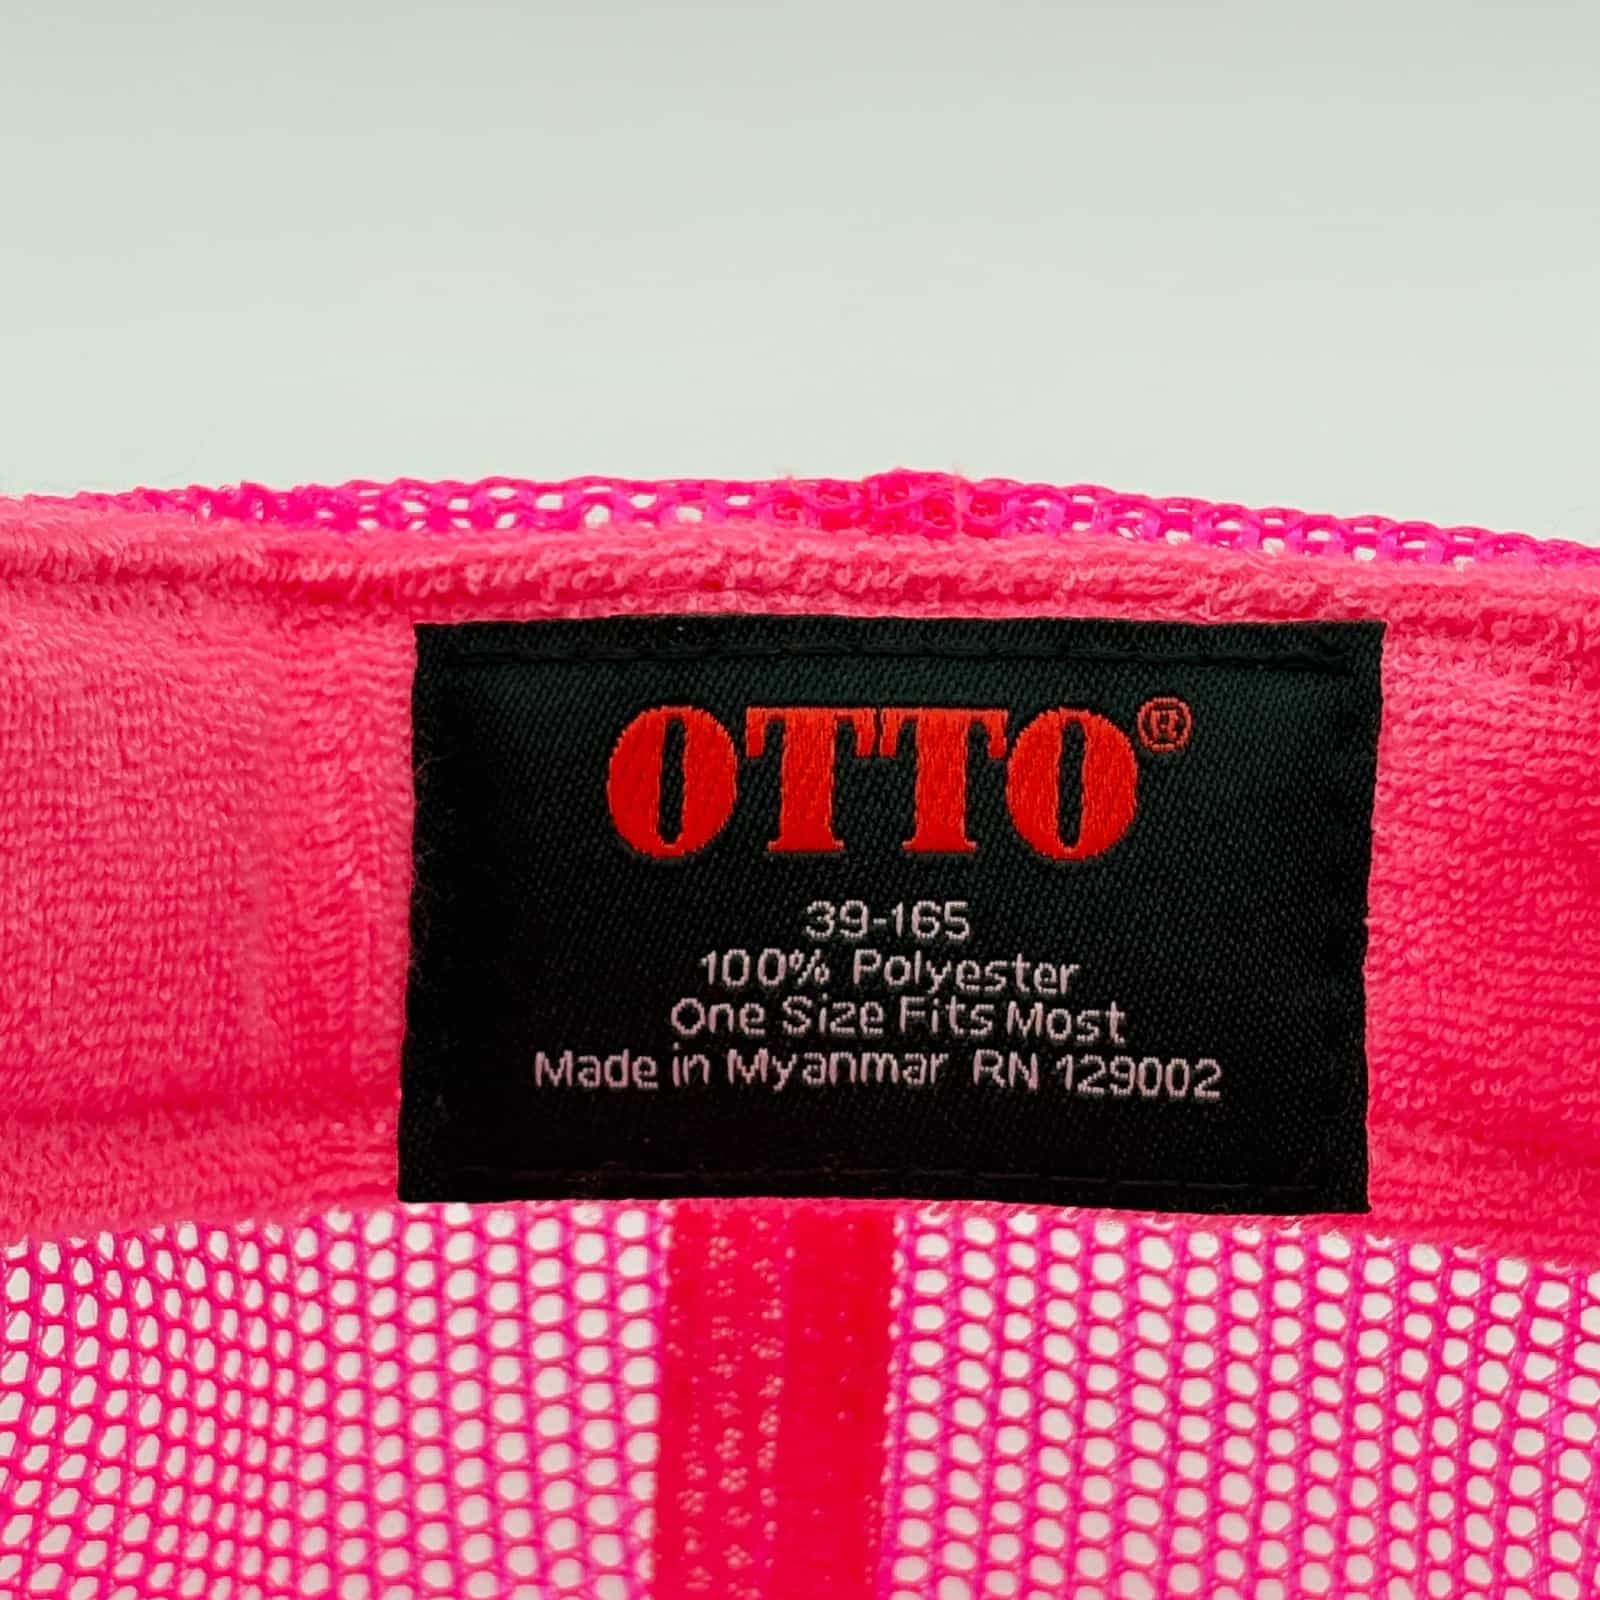 OTTO®
39-165
100% Polyester
One Size Fits Most
Made in Myanmar RN 129002